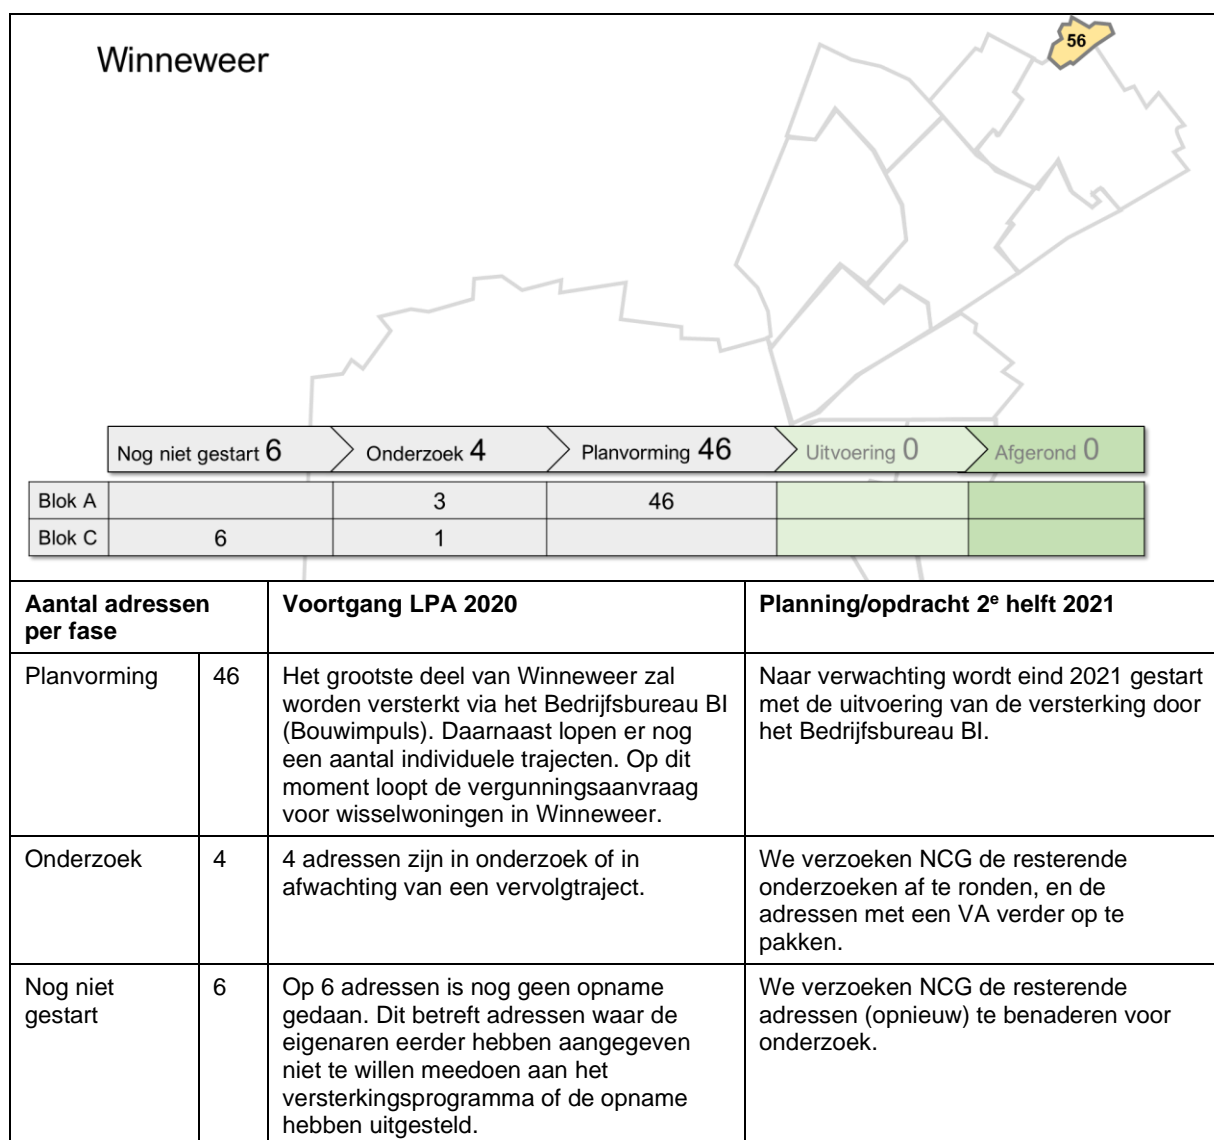 Winneweer
56
Nog niet gestart 6 Onderzoek 4 Planvorming 46 Uitvoering 0 Afgerond 0
Blok A 3 46
Blok C 6 1
Aantal adressen
per fase
Voortgang LPA 2020
Planning/opdracht 2e helft 2021
Planvorming
46
Het grootste deel van Winneweer zal
worden versterkt via het Bedrijfsbureau BI
(Bouwimpuls). Daarnaast lopen er nog
een aantal individuele trajecten. Op dit
moment loopt de vergunningsaanvraag
voor wisselwoningen in Winneweer.
Naar verwachting wordt eind 2021 gestart
met de uitvoering van de versterking door
het Bedrijfsbureau BI.
Onderzoek
4
4 adressen zijn in onderzoek of in
afwachting van een vervolgtraject.
We verzoeken NCG de resterende
onderzoeken af te ronden, en de
adressen met een VA verder op te
pakken.
Nog niet
gestart
6
Op 6 adressen is nog geen opname
gedaan. Dit betreft adressen waar de
eigenaren eerder hebben aangegeven
niet te willen meedoen aan het
versterkingsprogramma of de opname
hebben uitgesteld.
We verzoeken NCG de resterende
adressen (opnieuw) te benaderen voor
onderzoek.